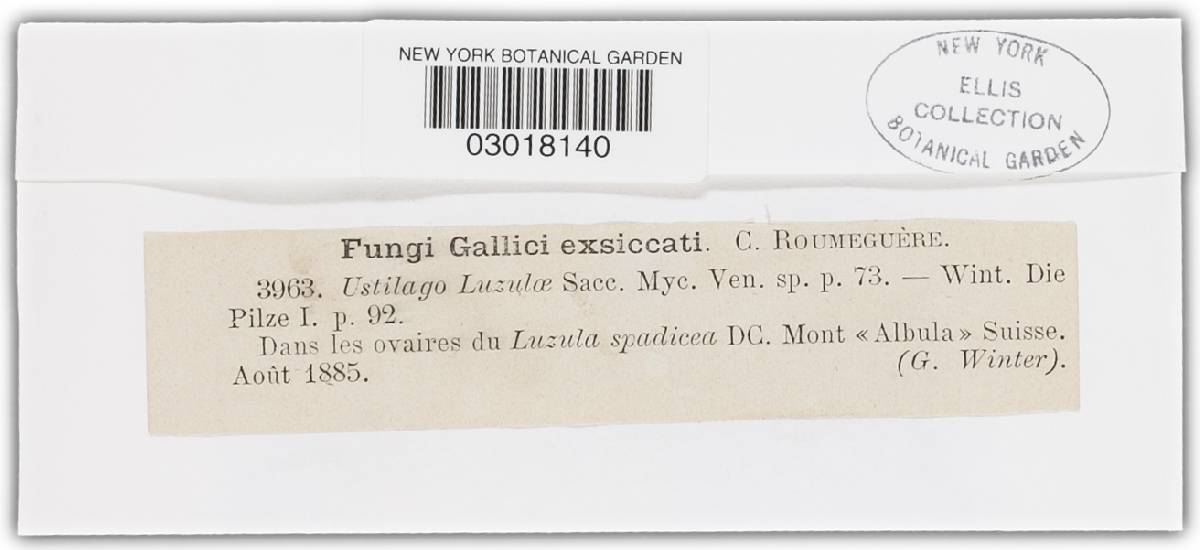 NEW YORK BOTANICAL GARDEN
03018140
NEW YORK
ELLIS
COLLECTION
BOTANICAL GARDEN
Fungi Gallici exsiccati. C. ROUMEGUÈRE.
3963. Ustilago Luzulæ Sacc. Myc. Ven. sp. p. 73. — Wint. Die
Pilze I. p. 92.
Dans les ovaires du Luzula spadicea DC. Mont « Albula » Suisse.
Août 1885. (G. Winter).